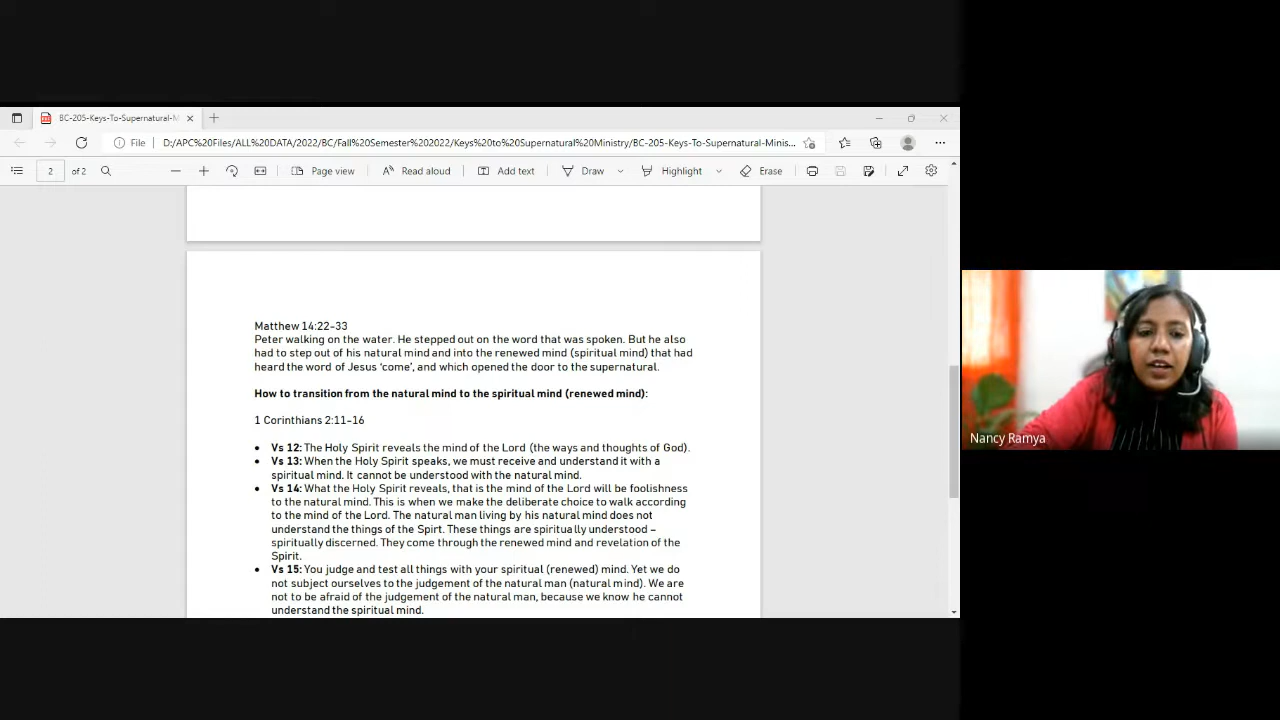 BC-205-Keys-To-Supernatural-M
File D:/APC%20Files/ALL%20DATA/2022/BC/Fall%20Semester%202022/Keys%20to%20Supernatural%20Ministry/BC-205-Keys-To-Supernatural-Minis...
2 of 2 Page view Read aloud Add text Draw Highlight Erase
Matthew 14:22-33
Peter walking on the water. He stepped out on the word that was spoken. But he also
had to step out of his natural mind and into the renewed mind (spiritual mind) that had
heard the word of Jesus 'come', and which opened the door to the supernatural.
How to transition from the natural mind to the spiritual mind (renewed mind):
1 Corinthians 2:11-16
• Vs 12: The Holy Spirit reveals the mind of the Lord (the ways and thoughts of God).
• Vs 13: When the Holy Spirit speaks, we must receive and understand it with a
spiritual mind. It cannot be understood with the natural mind.
• Vs 14: What the Holy Spirit reveals, that is the mind of the Lord will be foolishness
to the natural mind. This is when we make the deliberate choice to walk according
to the mind of the Lord. The natural man living by his natural mind does not
understand the things of the Spirt. These things are spiritually understood –
spiritually discerned. They come through the renewed mind and revelation of the
Spirit.
• Vs 15: You judge and test all things with your spiritual (renewed) mind. Yet we do
not subject ourselves to the judgement of the natural man (natural mind). We are
not to be afraid of the judgement of the natural man, because we know he cannot
understand the spiritual mind.
Nancy Ramya